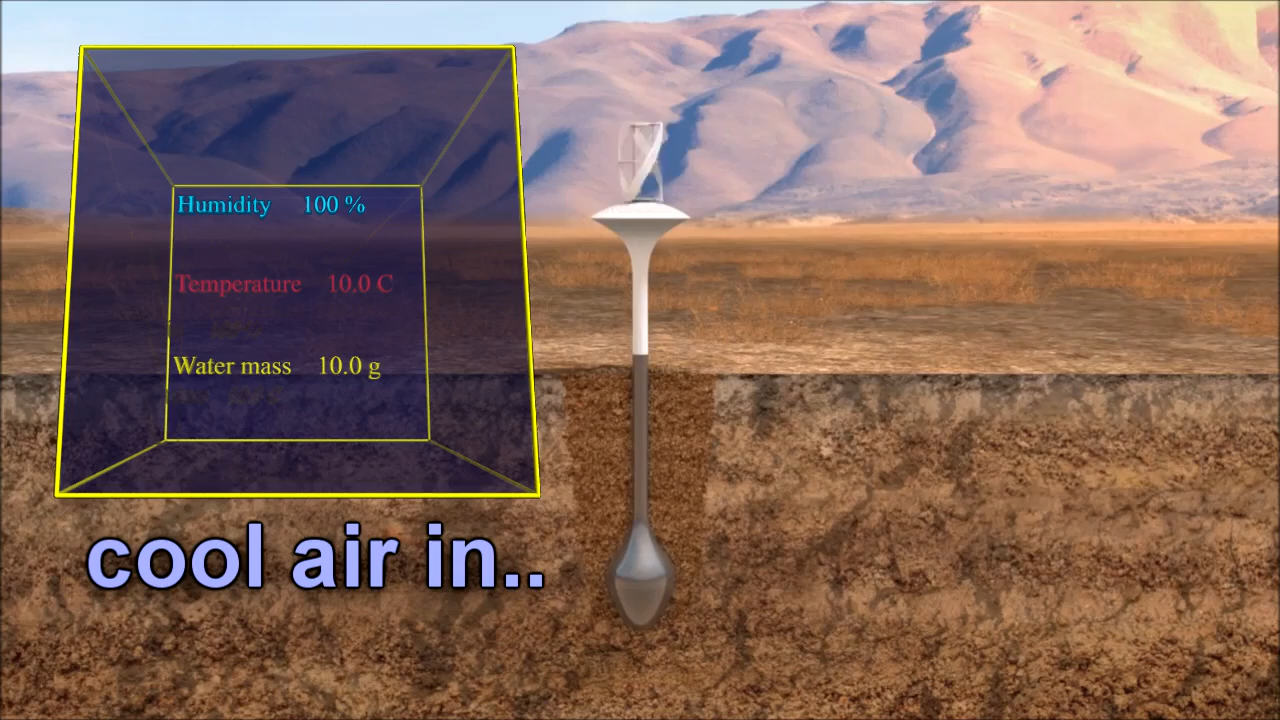 Humidity 100 %
Temperature 10.0 C
Water mass 10.0 g
cool air in..